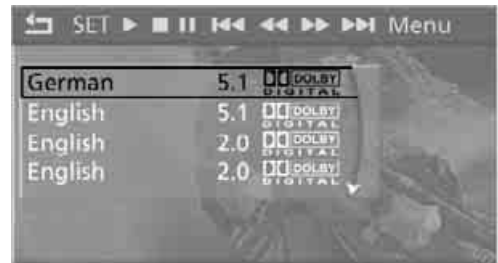 SET Menu
German 5.1 DOLBY DIGITAL
English 5.1 DOLBY DIGITAL
English 2.0 DOLBY DIGITAL
English 2.0 DOLBY DIGITAL